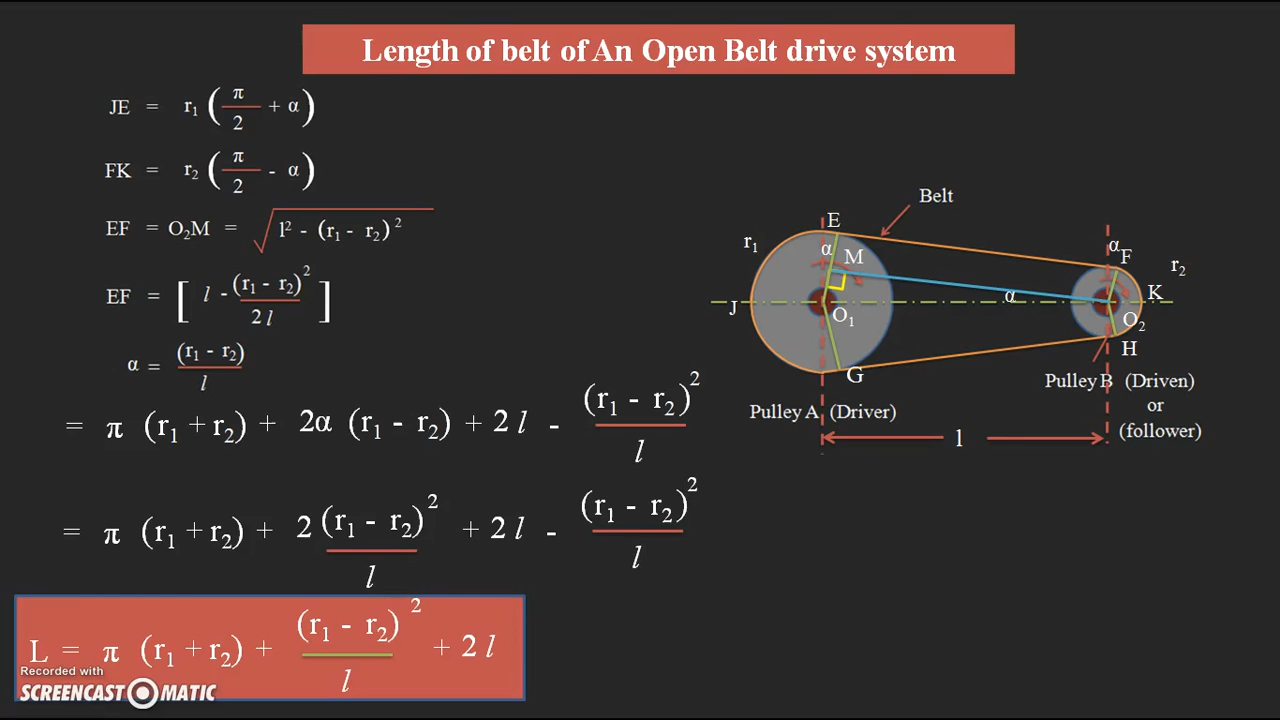 Length of belt of An Open Belt drive system
JE = r₁ ( π/2 + α )
FK = r₂ ( π/2 - α )
EF = O₂M = √ l² - (r₁ - r₂)²
EF = [ l - (r₁ - r₂)²/2 l ]
α = (r₁ - r₂)/l
= π (r₁ + r₂) + 2α (r₁ - r₂) + 2 l - (r₁ - r₂)²/l
= π (r₁ + r₂) + 2 (r₁ - r₂)²/l + 2 l - (r₁ - r₂)²/l
L = π (r₁ + r₂) + (r₁ - r₂)²/l + 2 l
Recorded with
SCREENCAST MATIC
Belt
E
r₁
α
M
α
F
r₂
J
O₁
α
K
O₂
H
G
Pulley A (Driver)
Pulley B (Driven)
or
(follower)
l